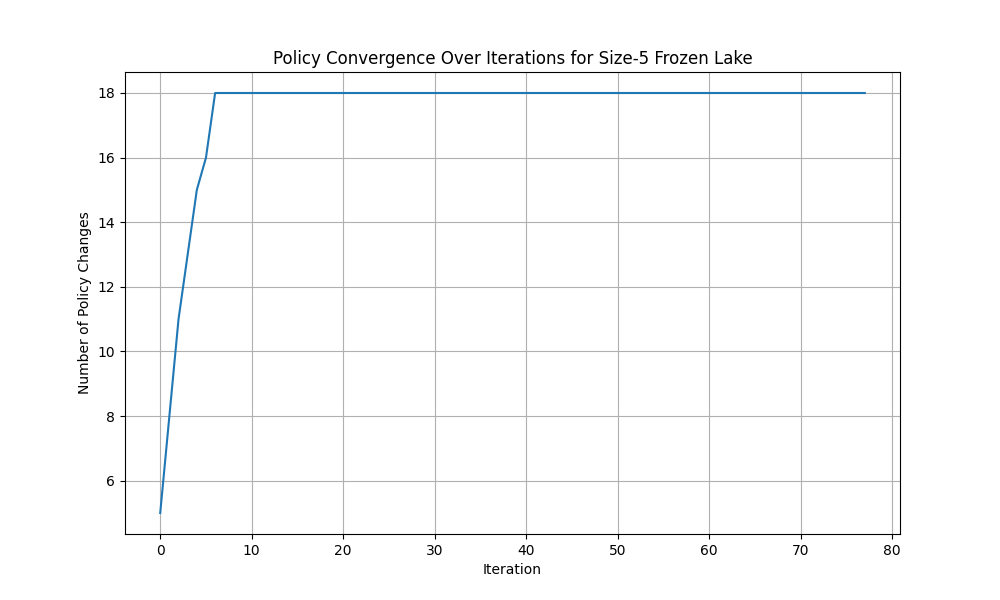 Policy Convergence Over Iterations for Size-5 Frozen Lake
18
16
14
12
10
8
6
Number of Policy Changes
0 10 20 30 40 50 60 70 80
Iteration